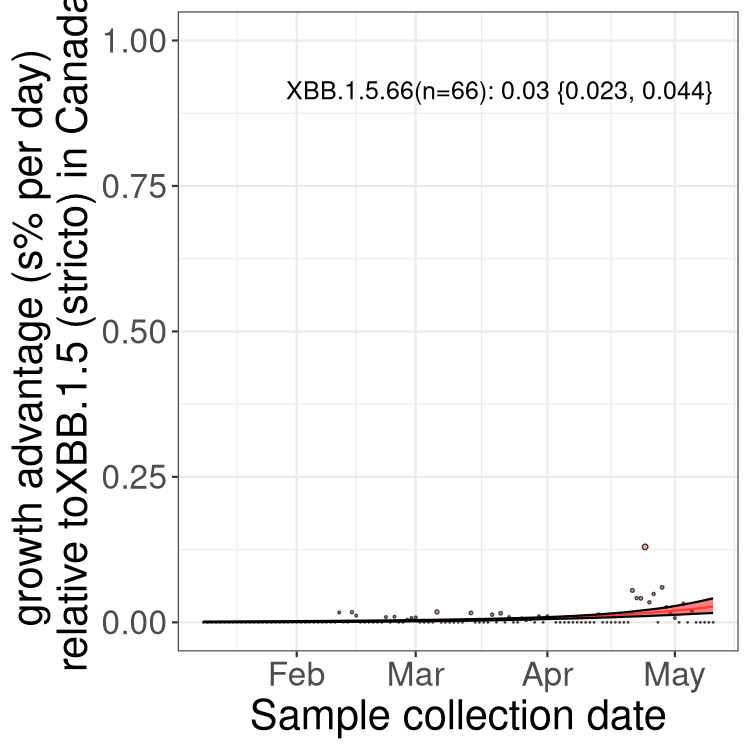 growth advantage (s% per day)
relative toXBB.1.5 (stricto) in Canada
1.00
0.75
0.50
0.25
0.00
XBB.1.5.66(n=66): 0.03 {0.023, 0.044}
Feb Mar Apr May
Sample collection date